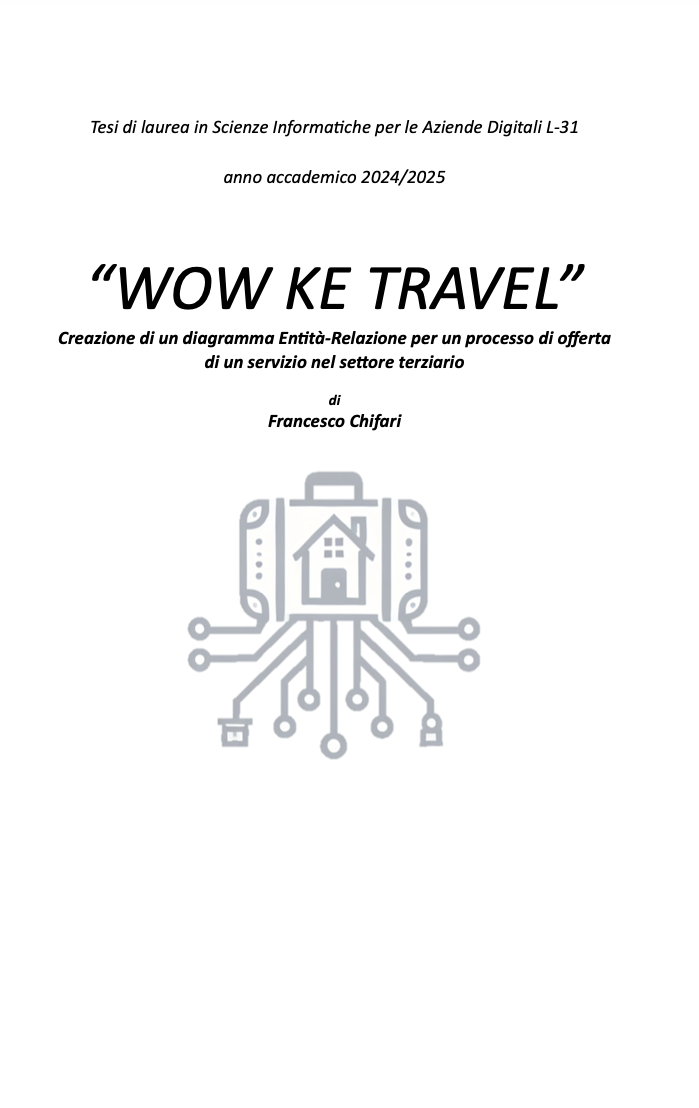 Tesi di laurea in Scienze Informatiche per le Aziende Digitali L-31
anno accademico 2024/2025
“WOW KE TRAVEL”
Creazione di un diagramma Entità-Relazione per un processo di offerta
di un servizio nel settore terziario
di
Francesco Chifari